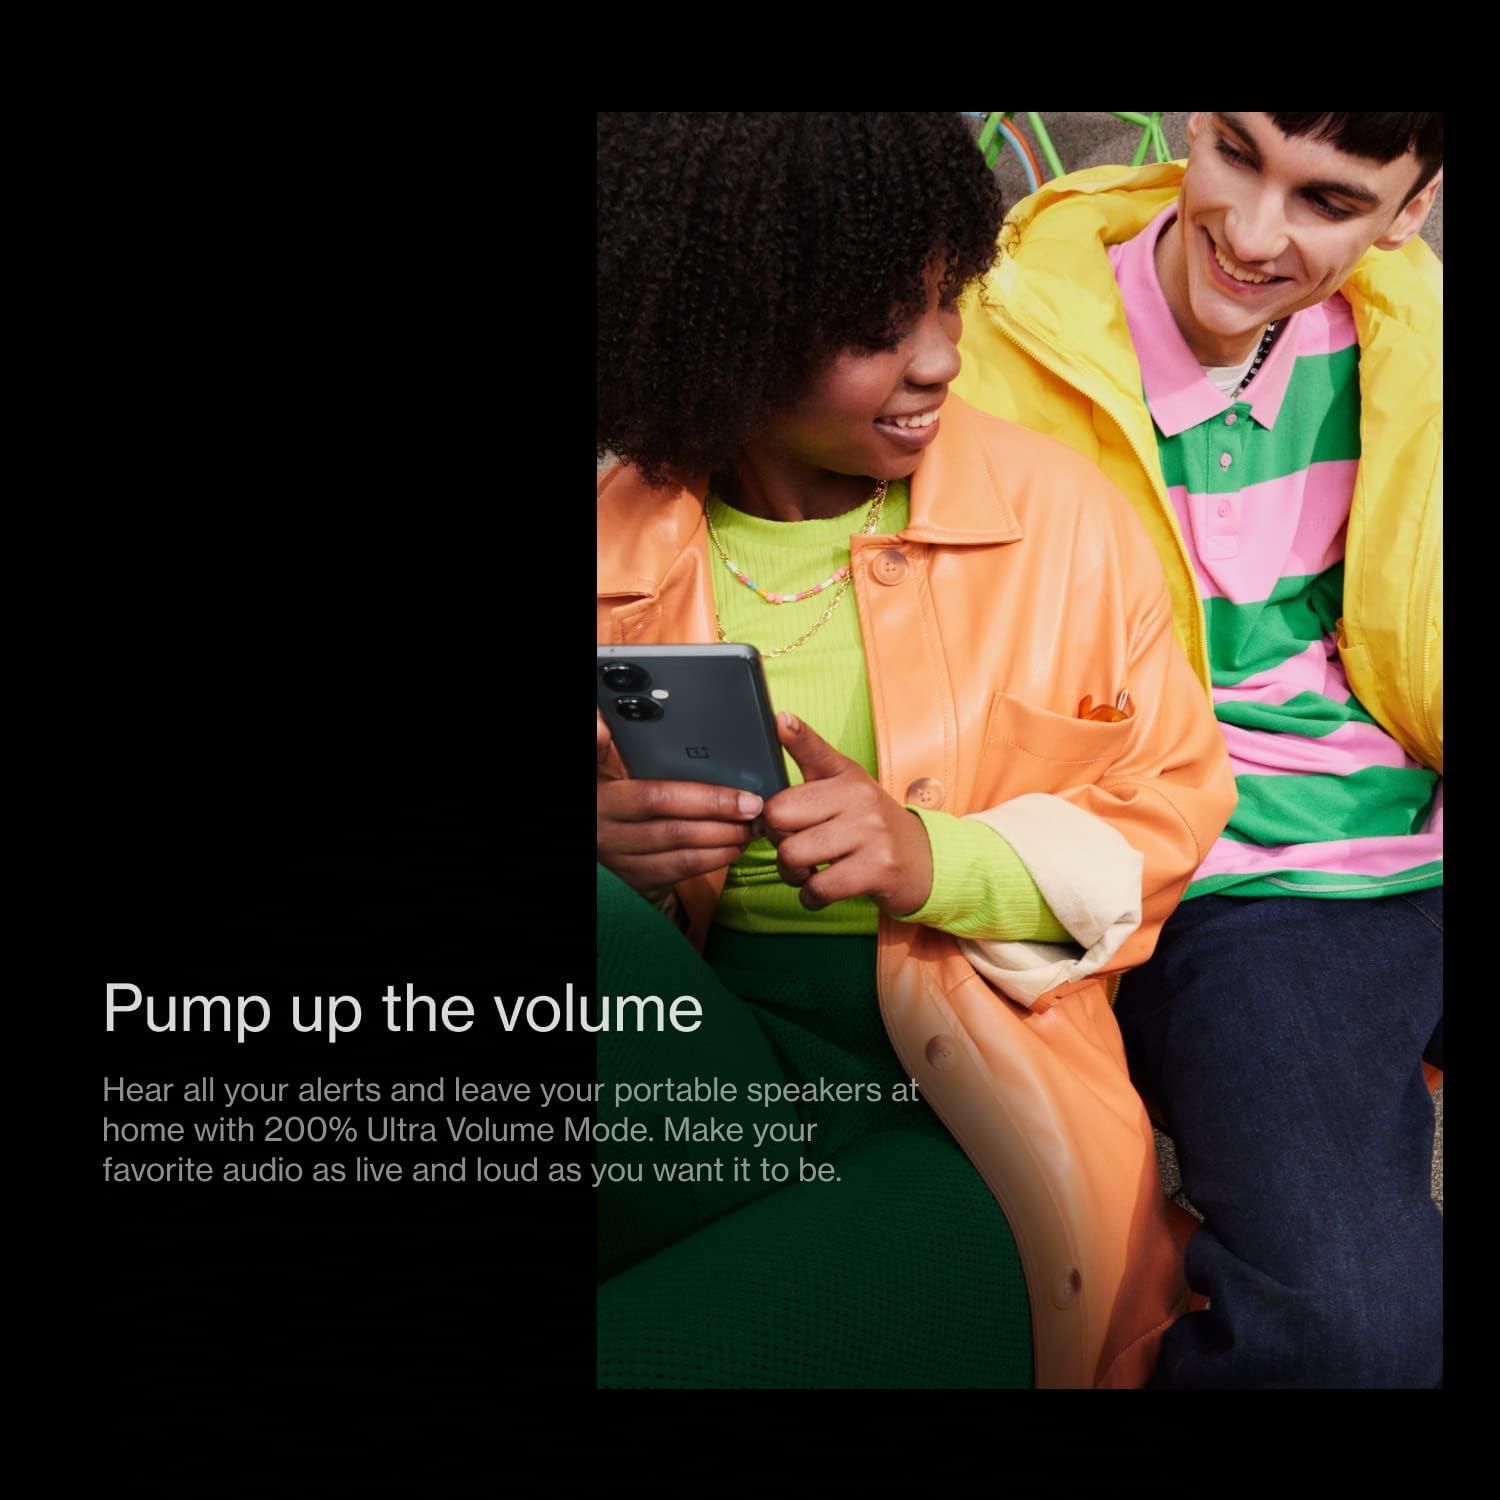 Pump up the volume
Hear all your alerts and leave your portable speakers at
home with 200% Ultra Volume Mode. Make your
favorite audio as live and loud as you want it to be.